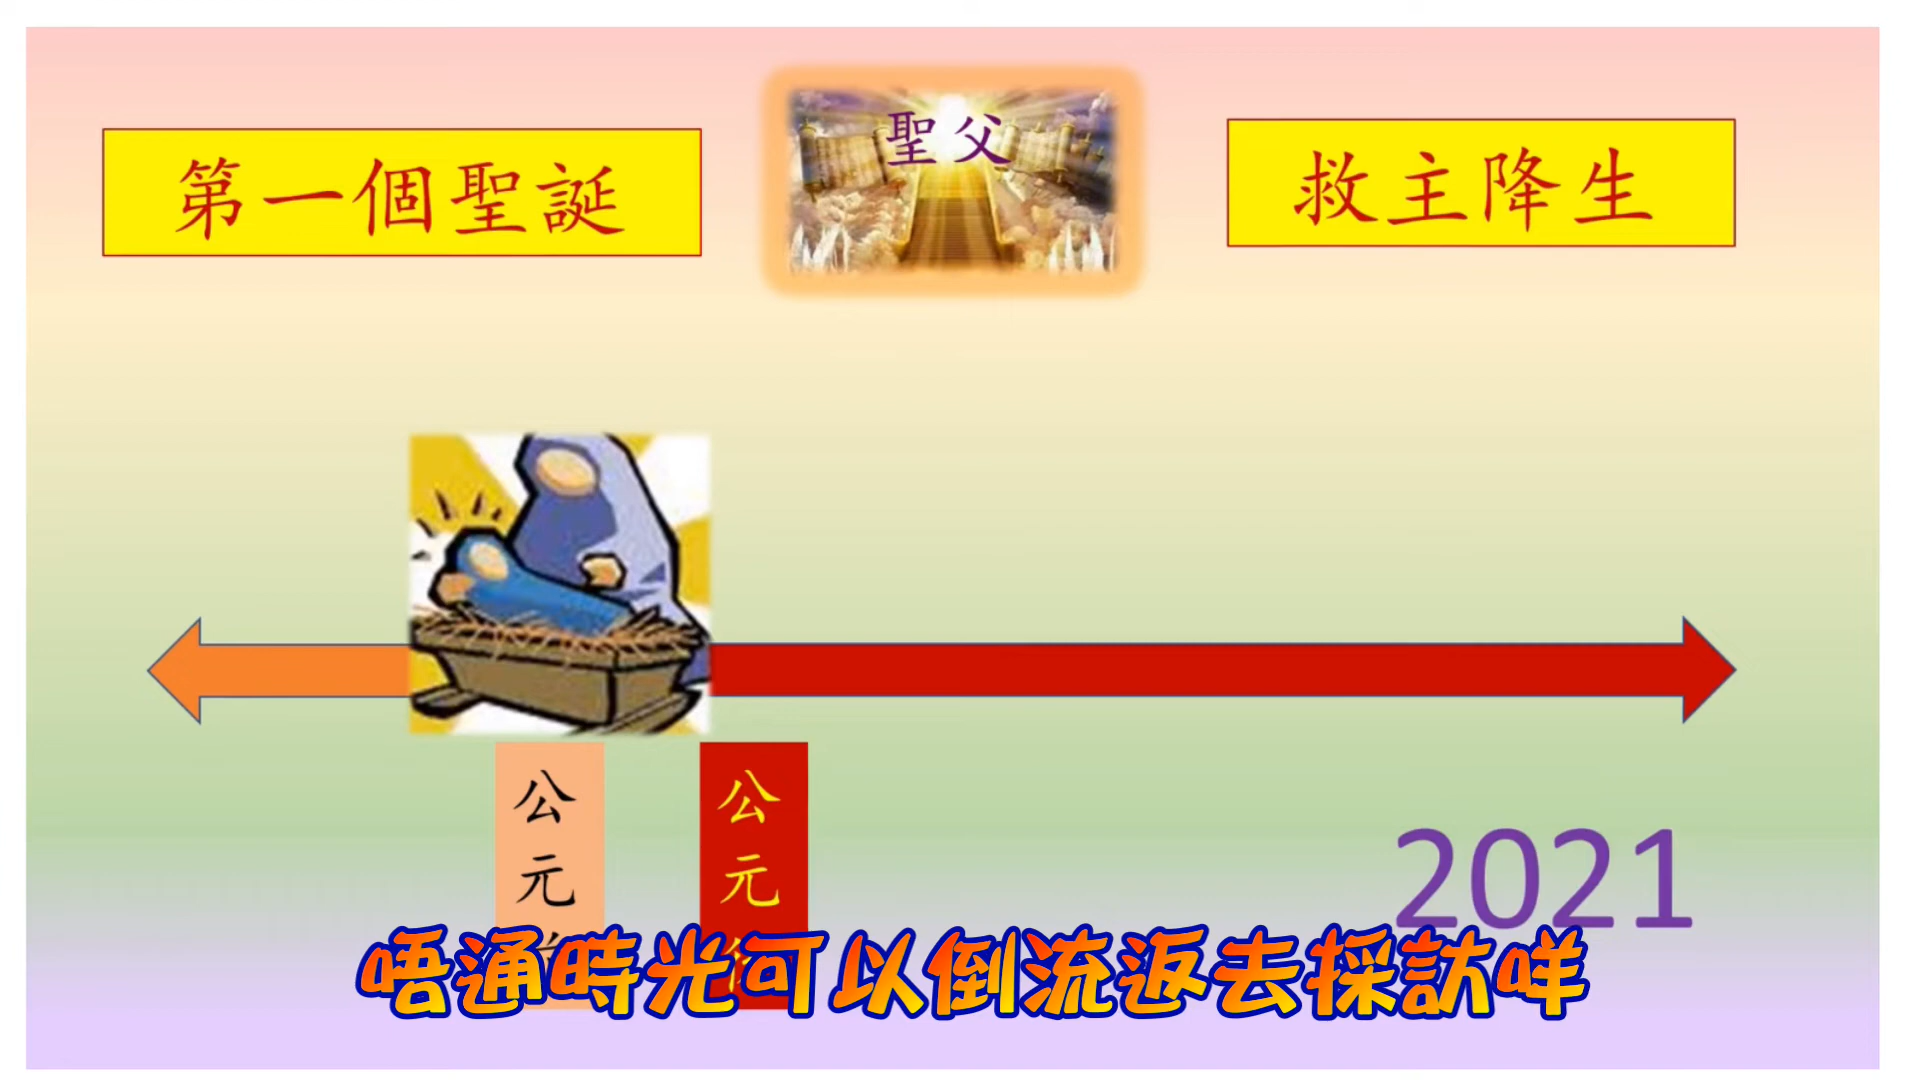 第一個聖誕
聖父
救主降生
公元
公元
2021
唔通時光可以倒流返去採訪咩